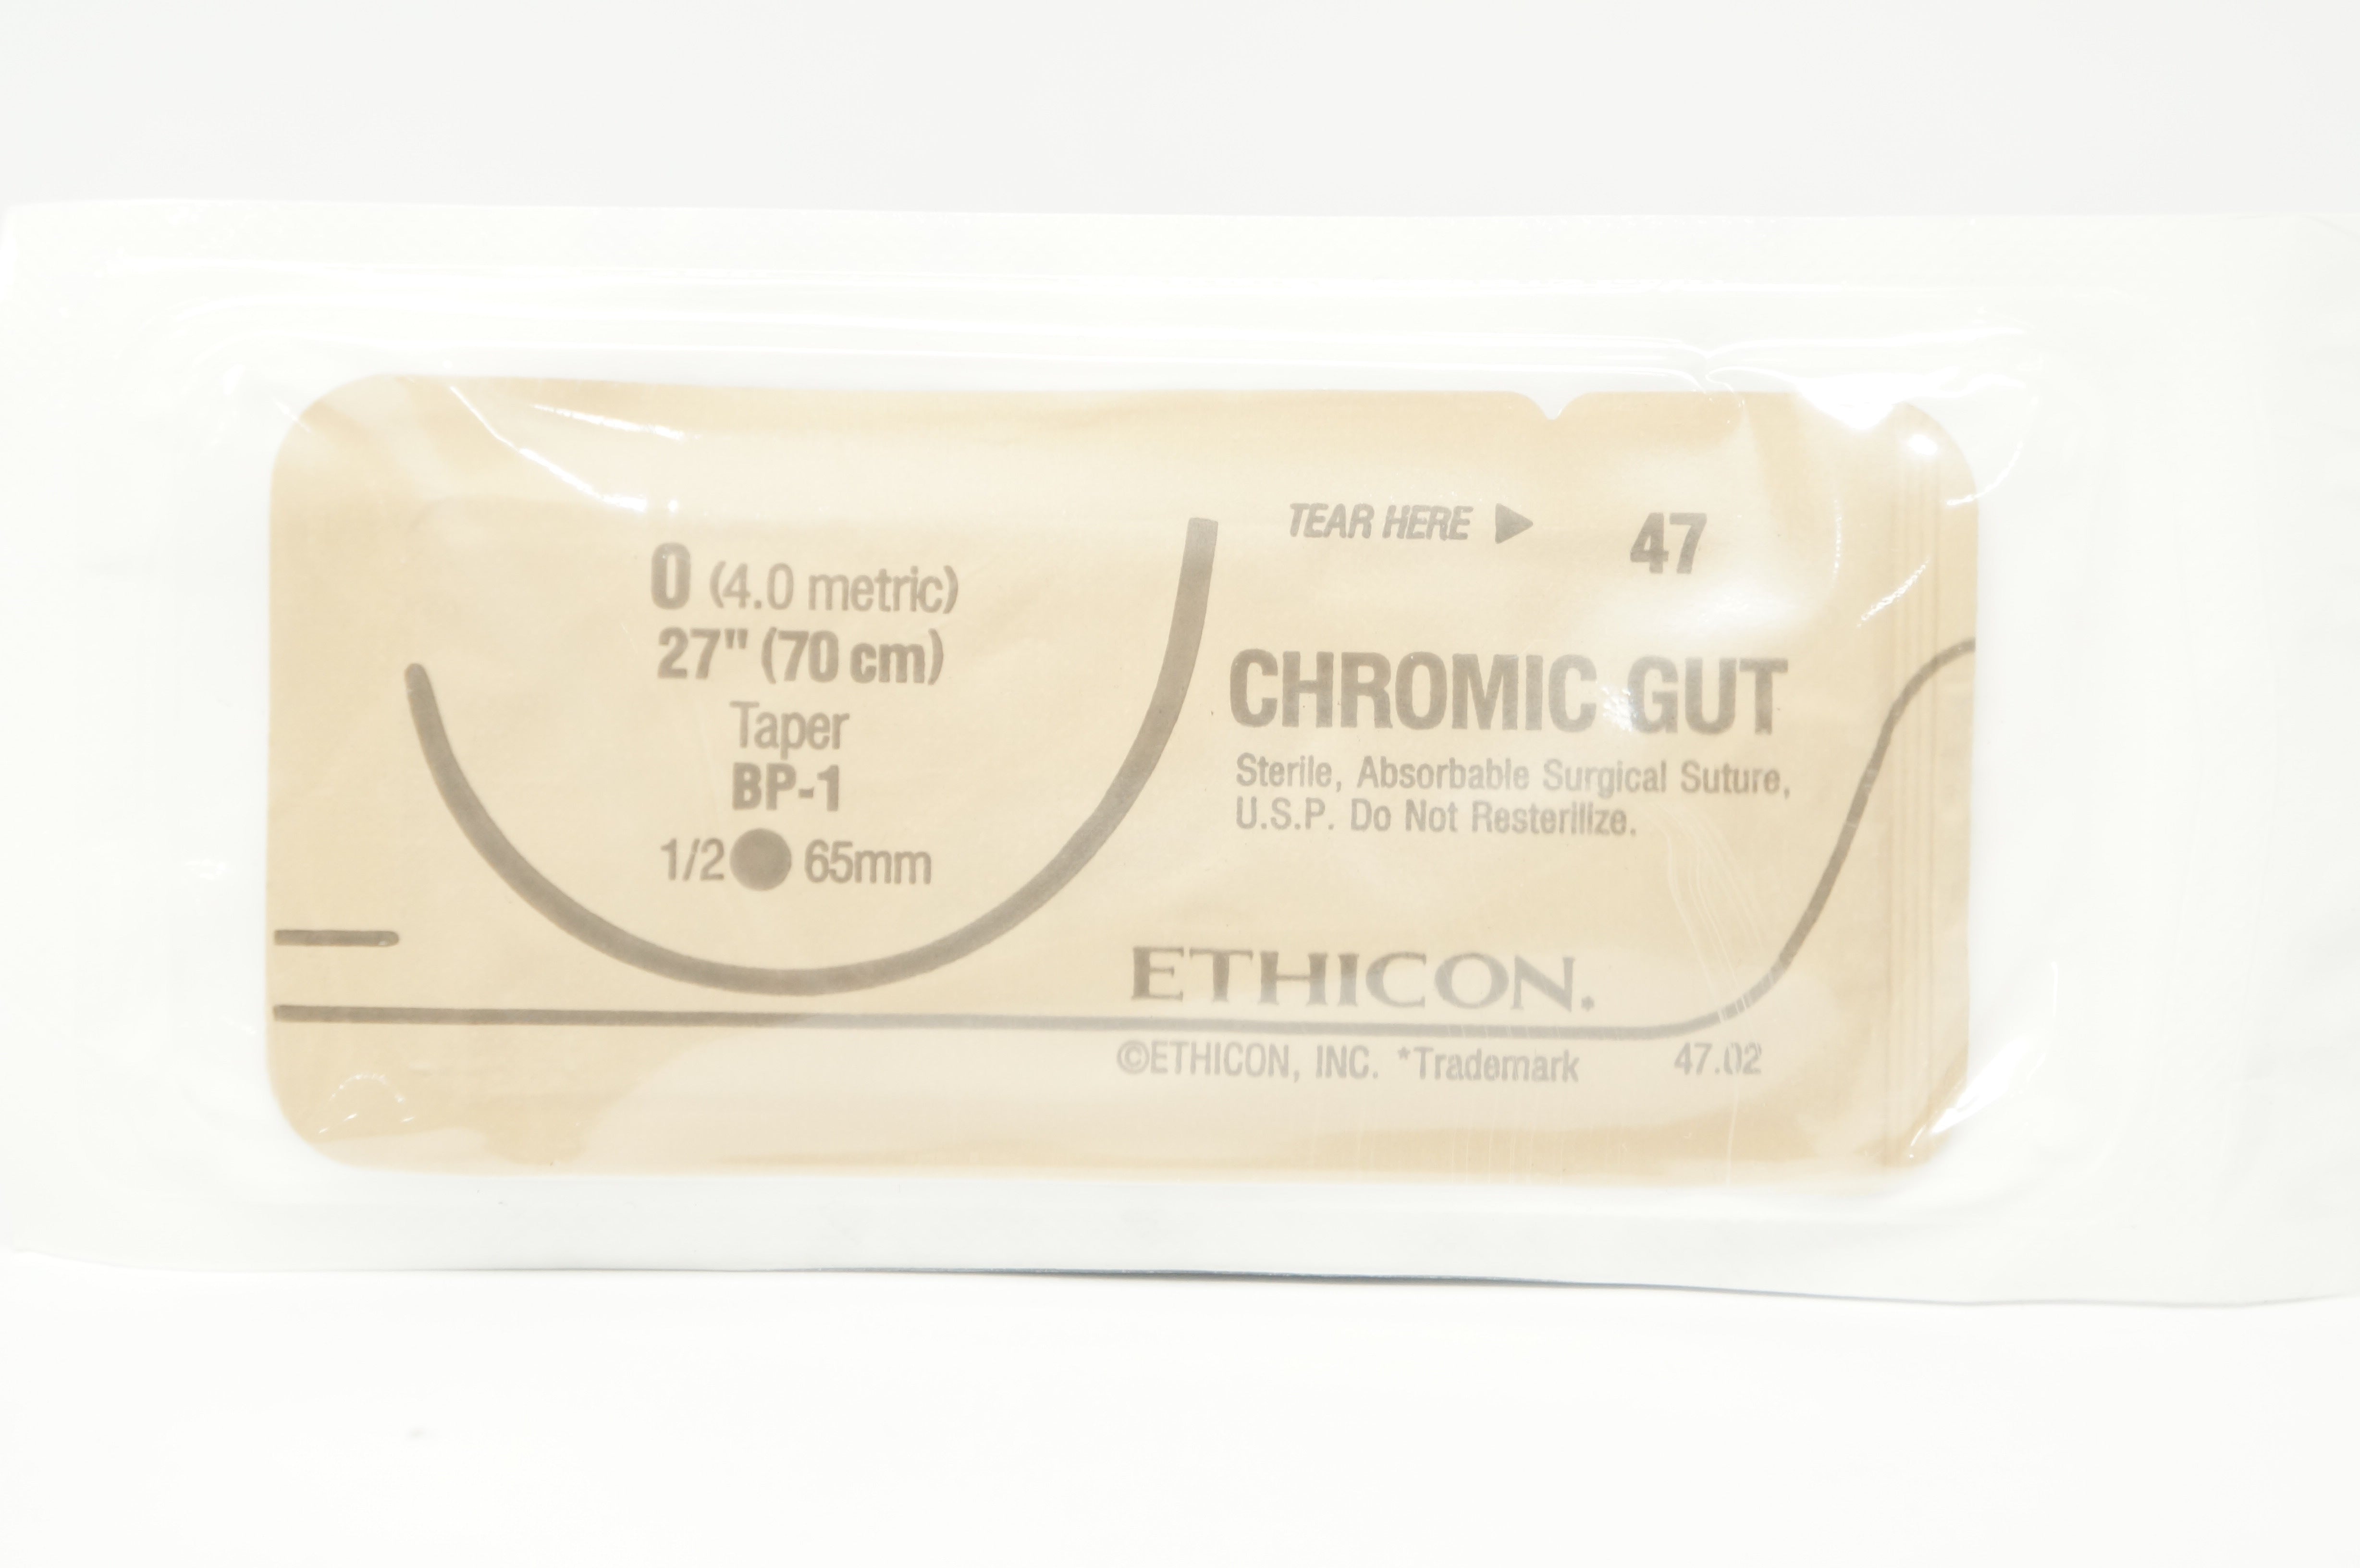 0 (4.0 metric)
27" (70 cm)
Taper
BP-1
1/2 ● 65mm
TEAR HERE ▶ 47
CHROMIC GUT
Sterile, Absorbable Surgical Suture,
U.S.P. Do Not Resterilize.
ETHICON.
©ETHICON, INC. *Trademark 47.02